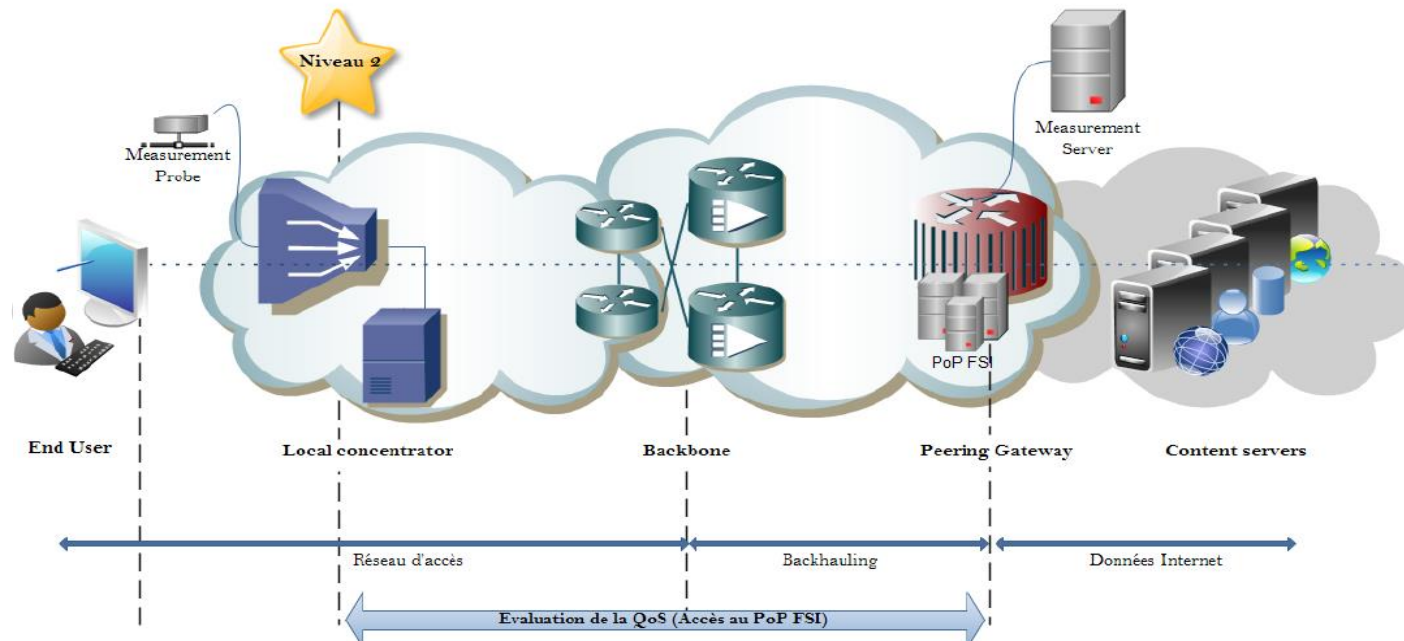 Niveau 2
Measurement
Probe
Measurement
Server
PoP FSI
End User
Local concentrator
Backbone
Peering Gateway
Content servers
Réseau d'accès
Backhauling
Données Internet
Evaluation de la QoS (Accès au PoP FSI)